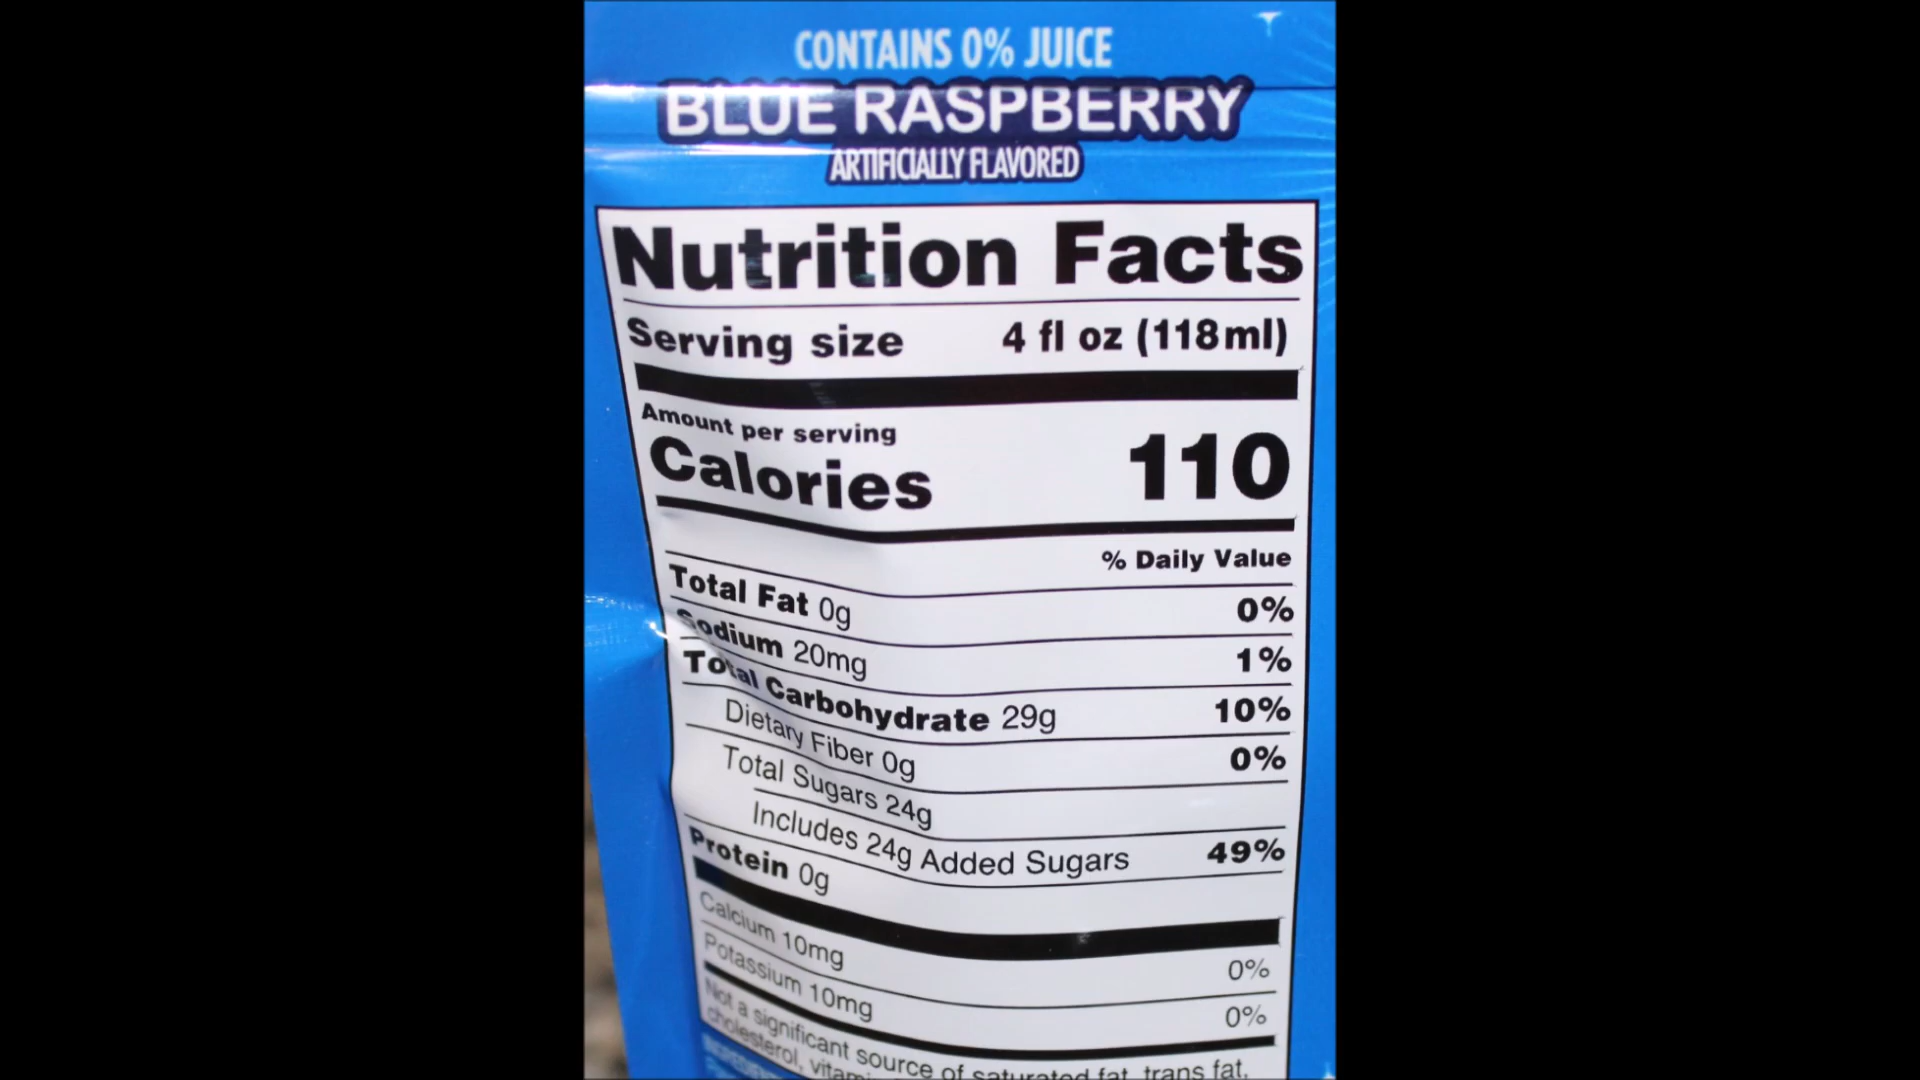 CONTAINS 0% JUICE
BLUE RASPBERRY
ARTIFICIALLY FLAVORED
Nutrition Facts
Serving size 4 fl oz (118ml)
Amount per serving
Calories 110
% Daily Value
Total Fat 0g 0%
Sodium 20mg 1%
Total Carbohydrate 29g 10%
Dietary Fiber 0g 0%
Total Sugars 24g
Includes 24g Added Sugars 49%
Protein 0g
Calcium 10mg 0%
Potassium 10mg 0%
Not a significant source of saturated fat, trans fat,
cholesterol,